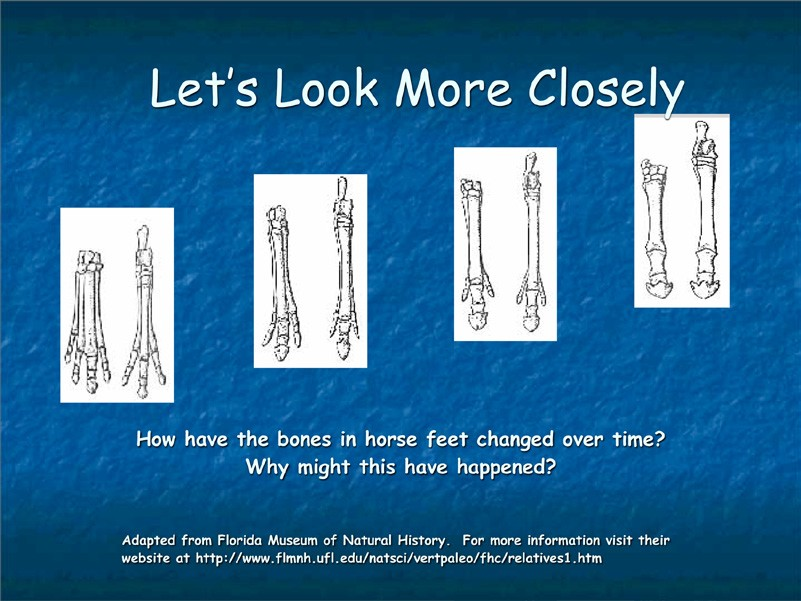 Let's Look More Closely
How have the bones in horse feet changed over time?
Why might this have happened?
Adapted from Florida Museum of Natural History.  For more information visit their
website at http://www.flmnh.ufl.edu/natsci/vertpaleo/fhc/relatives1.htm